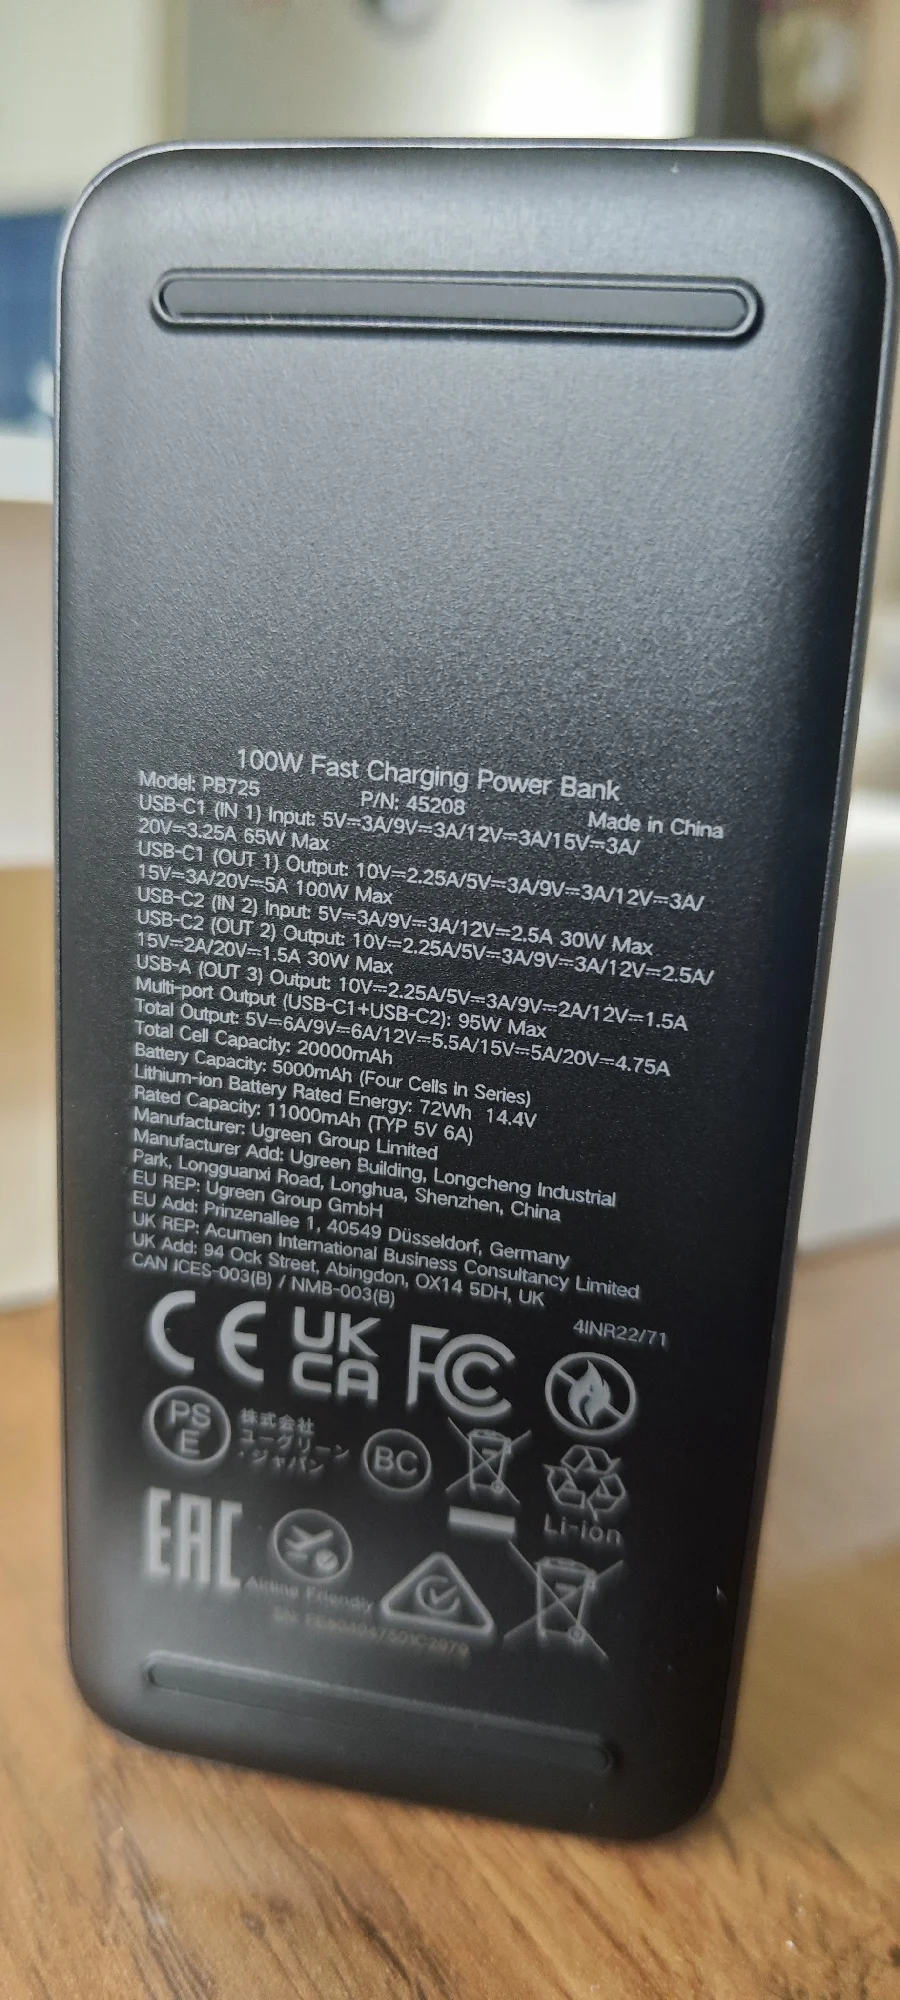 100W Fast Charging Power Bank
Model: PB725 P/N: 45208 Made in China
USB-C1 (IN 1) Input: 5V⎓3A/9V⎓3A/12V⎓3A/15V⎓3A/
20V⎓3.25A 65W Max
USB-C1 (OUT 1) Output: 10V⎓2.25A/5V⎓3A/9V⎓3A/12V⎓3A/
15V⎓3A/20V⎓5A 100W Max
USB-C2 (IN 2) Input: 5V⎓3A/9V⎓3A/12V⎓2.5A 30W Max
USB-C2 (OUT 2) Output: 10V⎓2.25A/5V⎓3A/9V⎓3A/12V⎓2.5A/
15V⎓2A/20V⎓1.5A 30W Max
USB-A (OUT 3) Output: 10V⎓2.25A/5V⎓3A/9V⎓2A/12V⎓1.5A
Multi-port Output (USB-C1+USB-C2): 95W Max
Total Output: 5V⎓6A/9V⎓6A/12V⎓5.5A/15V⎓5A/20V⎓4.75A
Total Cell Capacity: 20000mAh
Battery Capacity: 5000mAh (Four Cells in Series)
Lithium-ion Battery Rated Energy: 72Wh 14.4V
Rated Capacity: 11000mAh (TYP 5V 6A)
Manufacturer: Ugreen Group Limited
Manufacturer Add: Ugreen Building, Longcheng Industrial
Park, Longguanxi Road, Longhua, Shenzhen, China
EU REP: Ugreen Group GmbH
EU Add: Prinzenallee 1, 40549 Düsseldorf, Germany
UK REP: Acumen International Business Consultancy Limited
UK Add: 94 Ock Street, Abingdon, OX14 5DH, UK
CAN ICES-003(B) / NMB-003(B)
4INR22/71
CE UK CA FC
PS E 株式会社
ユーグリーン
・ジャパン
BC
Li-ion
EAC
Airline Friendly
S/N: